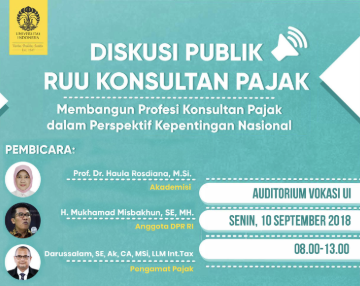 UNIVERSITAS
INDONESIA
DISKUSI PUBLIK
RUU KONSULTAN PAJAK
Membangun Profesi Konsultan Pajak
dalam Perspektif Kepentingan Nasional
PEMBICARA:
Prof. Dr. Haula Rosdiana, M.Si.
Akademisi
H. Mukhamad Misbakhun, SE, MH.
Anggota DPR RI
Darussalam, SE, Ak, CA, MSi, LLM Int.Tax
Pengamat Pajak
AUDITORIUM VOKASI UI
SENIN, 10 SEPTEMBER 2018
08.00-13.00